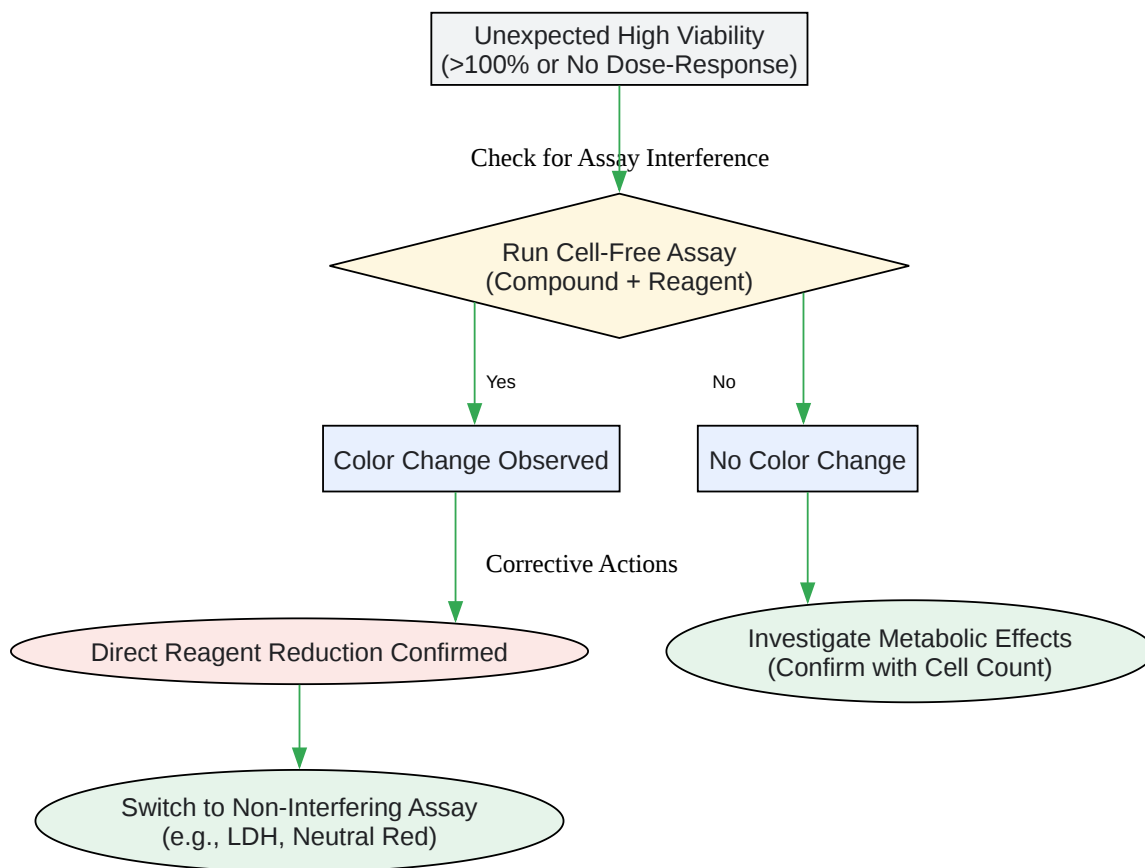 Unexpected High Viability
(>100% or No Dose-Response)
Check for Assay Interference
Run Cell-Free Assay
(Compound + Reagent)
Yes
No
Color Change Observed
No Color Change
Corrective Actions
Direct Reagent Reduction Confirmed
Investigate Metabolic Effects
(Confirm with Cell Count)
Switch to Non-Interfering Assay
(e.g., LDH, Neutral Red)